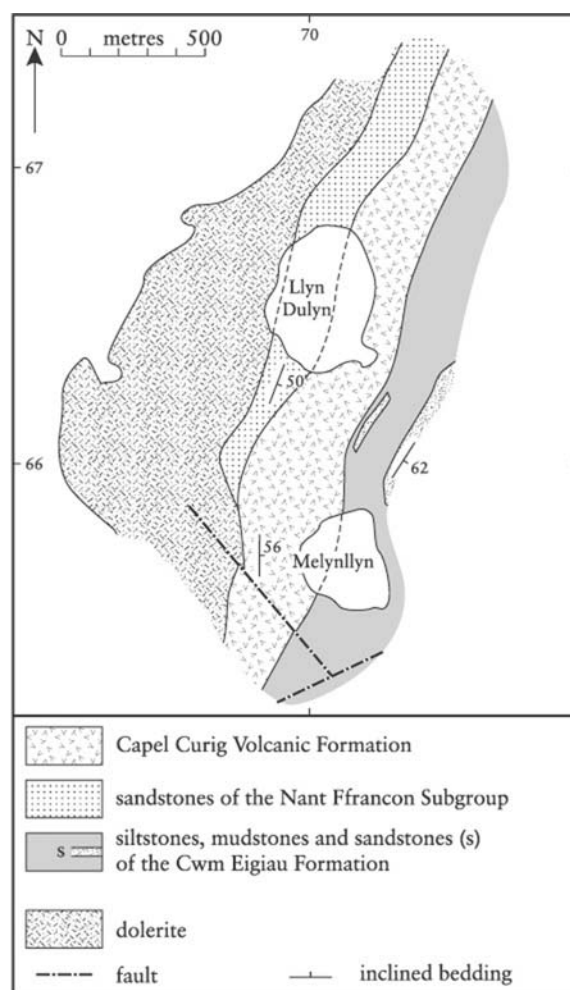 N 0 metres 500 70
67
Llyn
Dulyn
50
66
62
56
Melynllyn
Capel Curig Volcanic Formation
sandstones of the Nant Ffrancon Subgroup
s siltstones, mudstones and sandstones (s)
of the Cwm Eigiau Formation
dolerite
fault inclined bedding